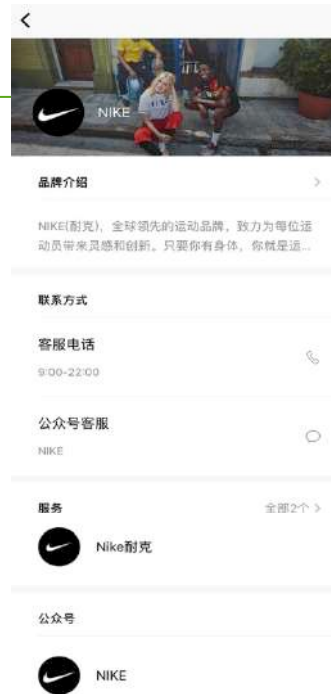 NIKE
品牌介绍
NIKE(耐克)，全球领先的运动品牌，致力为每位运
动员带来灵感和创新。只要你有身体，你就是运...
联系方式
客服电话
9:00-22:00
公众号客服
NIKE
服务
全部2个
Nike耐克
公众号
NIKE